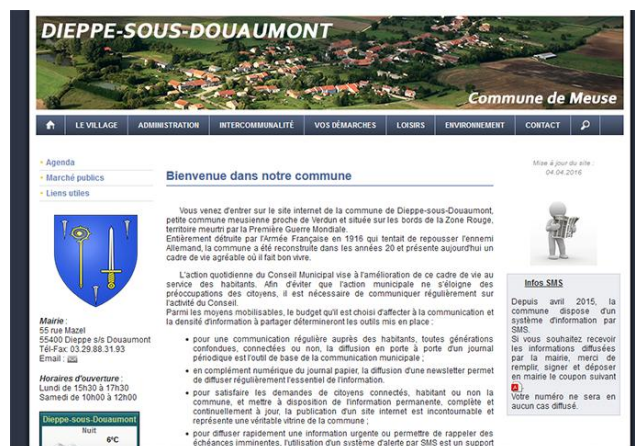 DIEPPE-SOUS-DOUAUMONT
Commune de Meuse
LE VILLAGE ADMINISTRATION INTERCOMMUNALITÉ VOS DÉMARCHES LOISIRS ENVIRONNEMENT CONTACT
Agenda
Marché publics
Liens utiles
Mairie :
55 rue Mazel
55400 Dieppe s/s Douaumont
Tél-Fax: 03.29.88.31.93
Email :
Horaires d'ouverture :
Lundi de 15h30 à 17h30
Samedi de 10h00 à 12h00
Dieppe-sous-Douaumont
Nuit
6°C
Bienvenue dans notre commune
Vous venez d'entrer sur le site internet de la commune de Dieppe-sous-Douaumont,
petite commune meusienne proche de Verdun et située sur les bords de la Zone Rouge,
territoire meurtri par la Première Guerre Mondiale.
Entièrement détruite par l'Armée Française en 1916 qui tentait de repousser l'ennemi
Allemand, la commune a été reconstruite dans les années 20 et présente aujourd'hui un
cadre de vie agréable où il fait bon vivre.
L'action quotidienne du Conseil Municipal vise à l'amélioration de ce cadre de vie au
service des habitants. Afin d'éviter que l'action municipale ne s'éloigne des
préoccupations des citoyens, il est nécessaire de communiquer régulièrement sur
l'activité du Conseil.
Parmi les moyens mobilisables, le budget qu'il est choisi d'affecter à la communication et
la densité d'information à partager détermineront les outils mis en place :
• pour une communication régulière auprès des habitants, toutes générations
confondues, connectées ou non, la diffusion en porte à porte d'un journal
périodique est l'outil de base de la communication municipale ;
• en complément numérique du journal papier, la diffusion d'une newsletter permet
de diffuser régulièrement l'essentiel de l'information.
• pour satisfaire les demandes de citoyens connectés, habitant ou non la
commune, et mettre à disposition de l'information permanente, complète et
continuellement à jour, la publication d'un site internet est incontournable et
représente une véritable vitrine de la commune ;
• pour diffuser rapidement une information urgente ou permettre de rappeler des
échéances imminentes, l'utilisation d'un système d'alerte par SMS est un support
Mise à jour du site :
04.04.2016
Infos SMS
Depuis avril 2015, la
commune dispose d'un
système d'information par
SMS.
Si vous souhaitez recevoir
les informations diffusées
par la mairie, merci de
remplir, signer et déposer
en mairie le coupon suivant
.
Votre numéro ne sera en
aucun cas diffusé.